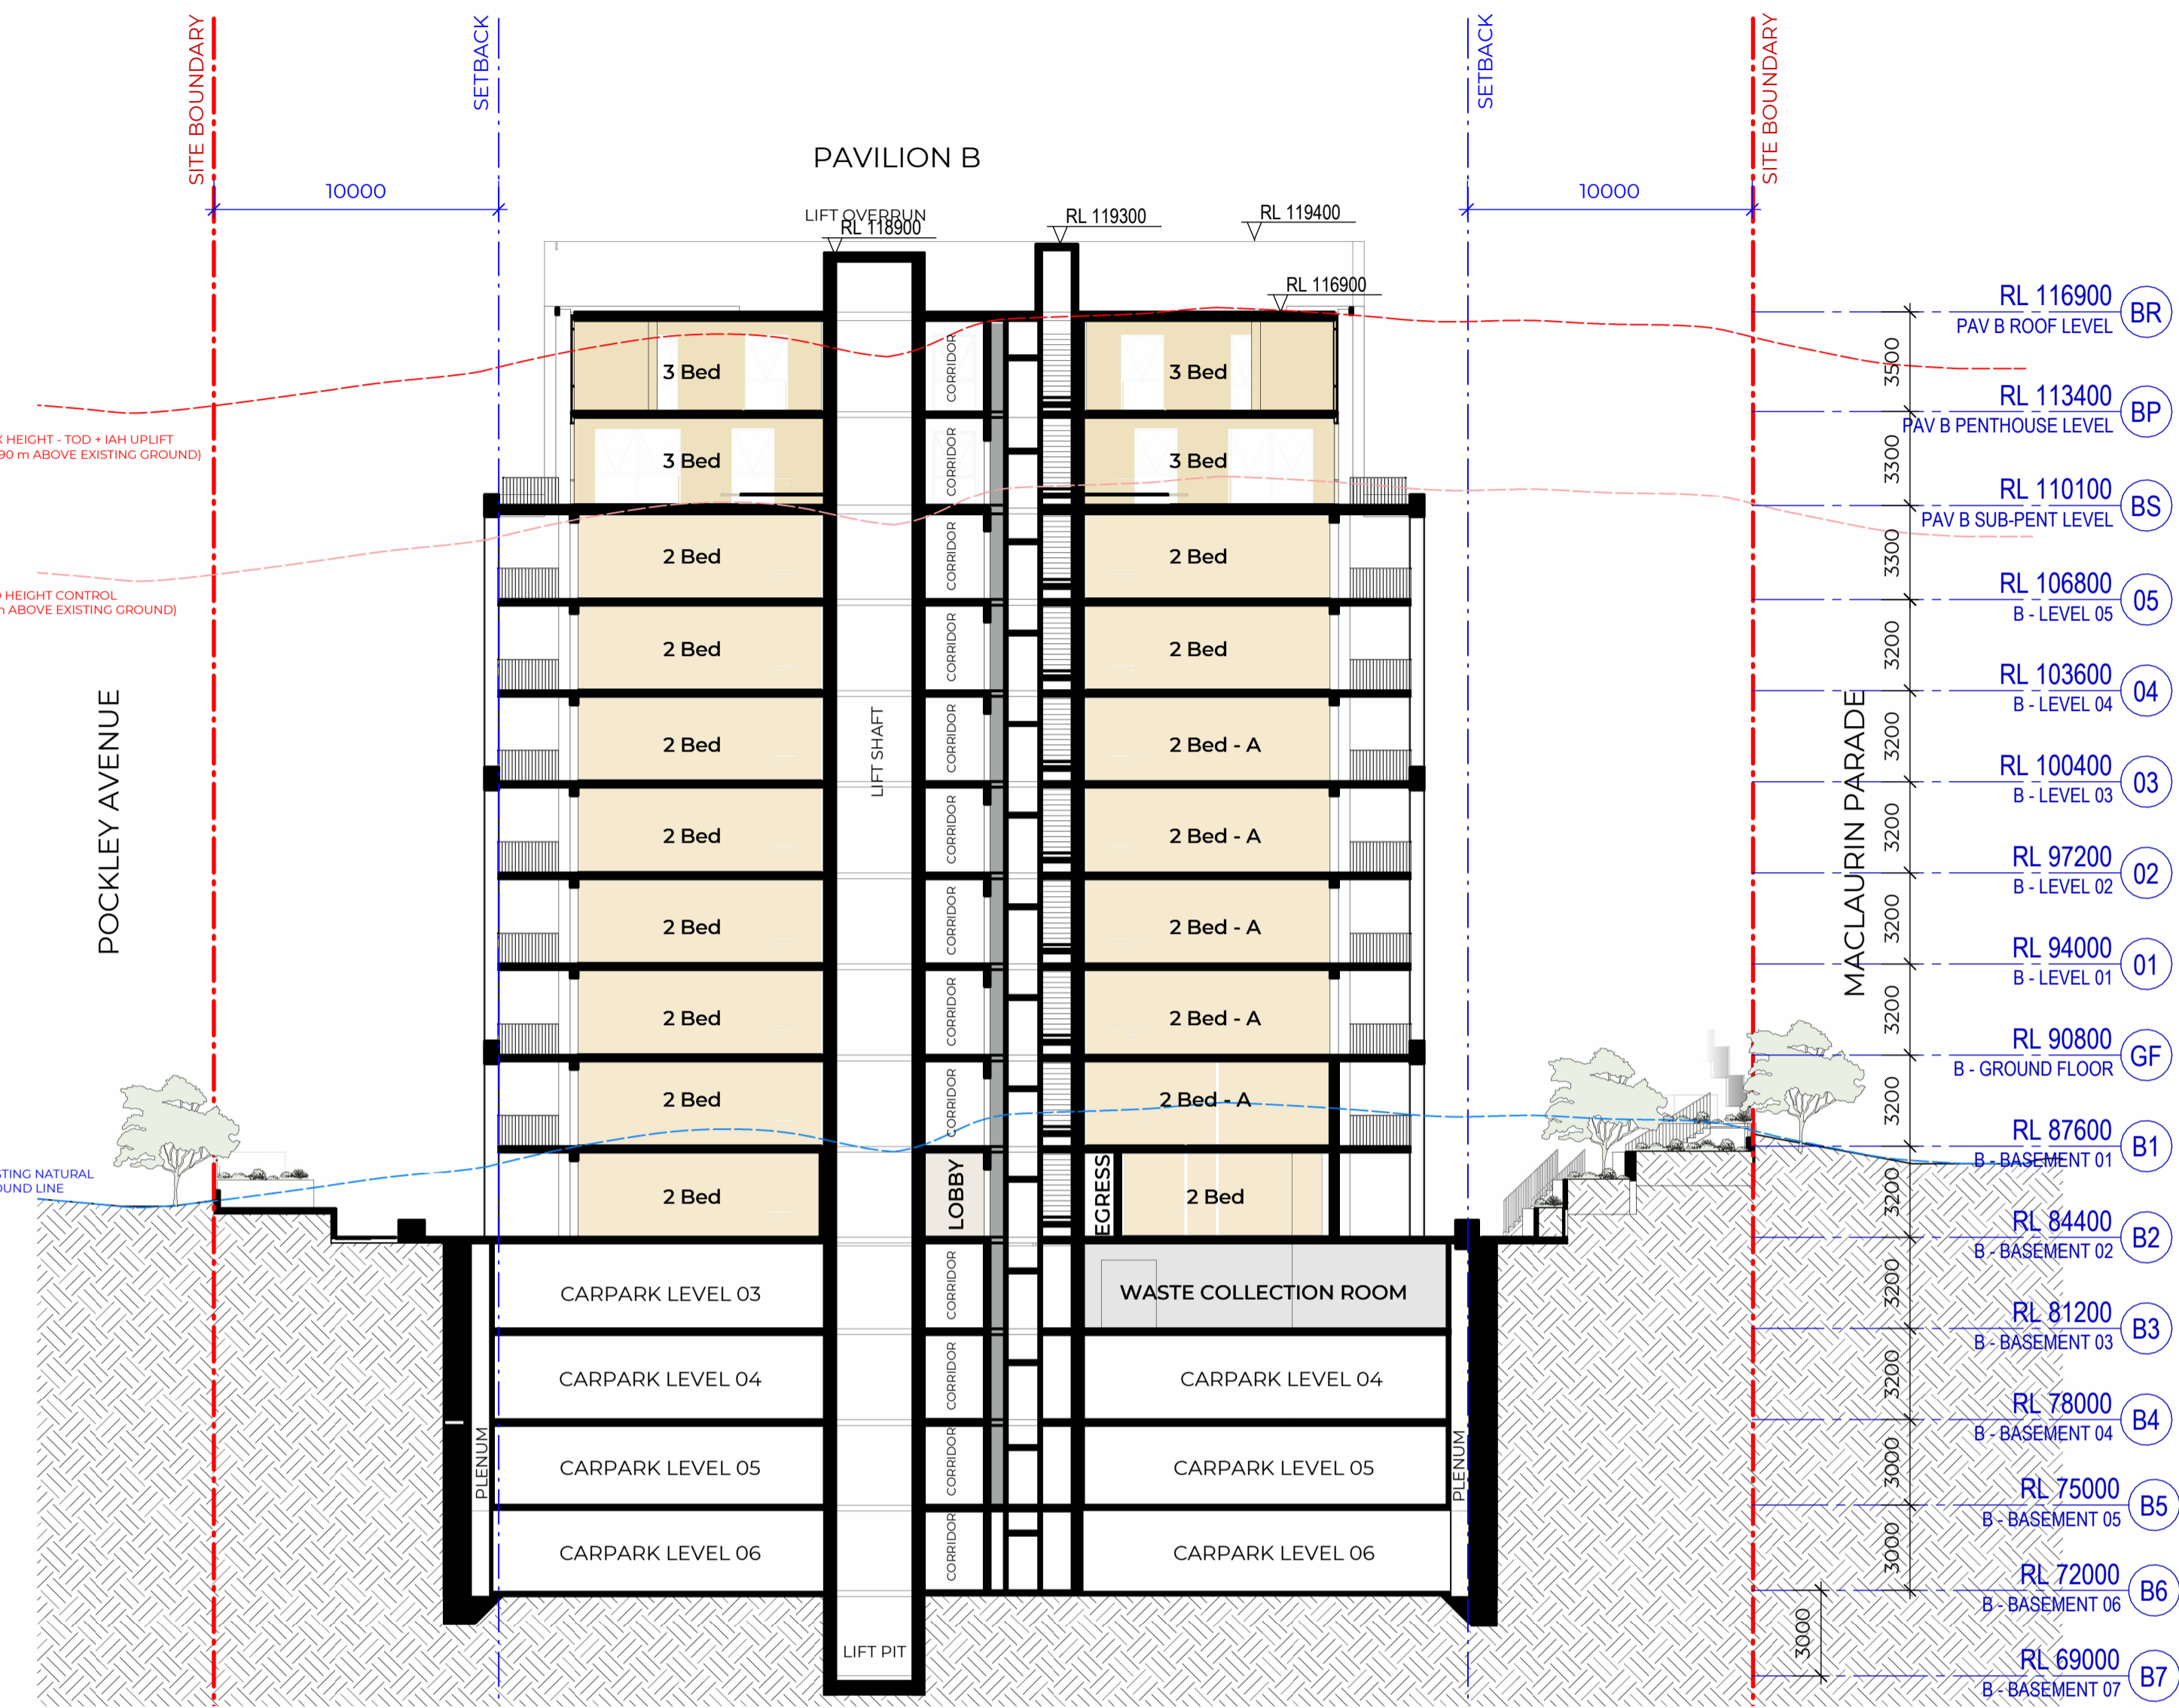 SITE BOUNDARY
SETBACK
SETBACK
SITE BOUNDARY
PAVILION B
10000
10000
LIFT OVERRUN
RL 118900
RL 119300
RL 119400
RL 116900
RL 116900
BR
PAV B ROOF LEVEL
3500
3 Bed
CORRIDOR
3 Bed
RL 113400
BP
PAV B PENTHOUSE LEVEL
HEIGHT - TOD + IAH UPLIFT
90 m ABOVE EXISTING GROUND)
3300
3 Bed
CORRIDOR
3 Bed
RL 110100
BS
PAV B SUB-PENT LEVEL
3300
2 Bed
CORRIDOR
2 Bed
HEIGHT CONTROL
ABOVE EXISTING GROUND)
RL 106800
05
B - LEVEL 05
3200
2 Bed
CORRIDOR
2 Bed
RL 103600
04
B - LEVEL 04
POCKLEY AVENUE
LIFT SHAFT
MACLAURIN PARADE
3200
2 Bed
CORRIDOR
2 Bed - A
RL 100400
03
B - LEVEL 03
3200
2 Bed
CORRIDOR
2 Bed - A
RL 97200
02
B - LEVEL 02
3200
2 Bed
CORRIDOR
2 Bed - A
RL 94000
01
B - LEVEL 01
3200
2 Bed
CORRIDOR
2 Bed - A
RL 90800
GF
B - GROUND FLOOR
3200
2 Bed
CORRIDOR
2 Bed - A
RL 87600
B1
B - BASEMENT 01
NATURAL
LINE
3200
2 Bed
LOBBY
EGRESS
2 Bed
RL 84400
B2
B - BASEMENT 02
3200
CARPARK LEVEL 03
CORRIDOR
WASTE COLLECTION ROOM
RL 81200
B3
B - BASEMENT 03
3200
CARPARK LEVEL 04
CORRIDOR
CARPARK LEVEL 04
RL 78000
B4
B - BASEMENT 04
PLENUM
3000
CARPARK LEVEL 05
CORRIDOR
CARPARK LEVEL 05
PLENUM
RL 75000
B5
B - BASEMENT 05
3000
CARPARK LEVEL 06
CORRIDOR
CARPARK LEVEL 06
RL 72000
B6
B - BASEMENT 06
3000
LIFT PIT
RL 69000
B7
B - BASEMENT 07